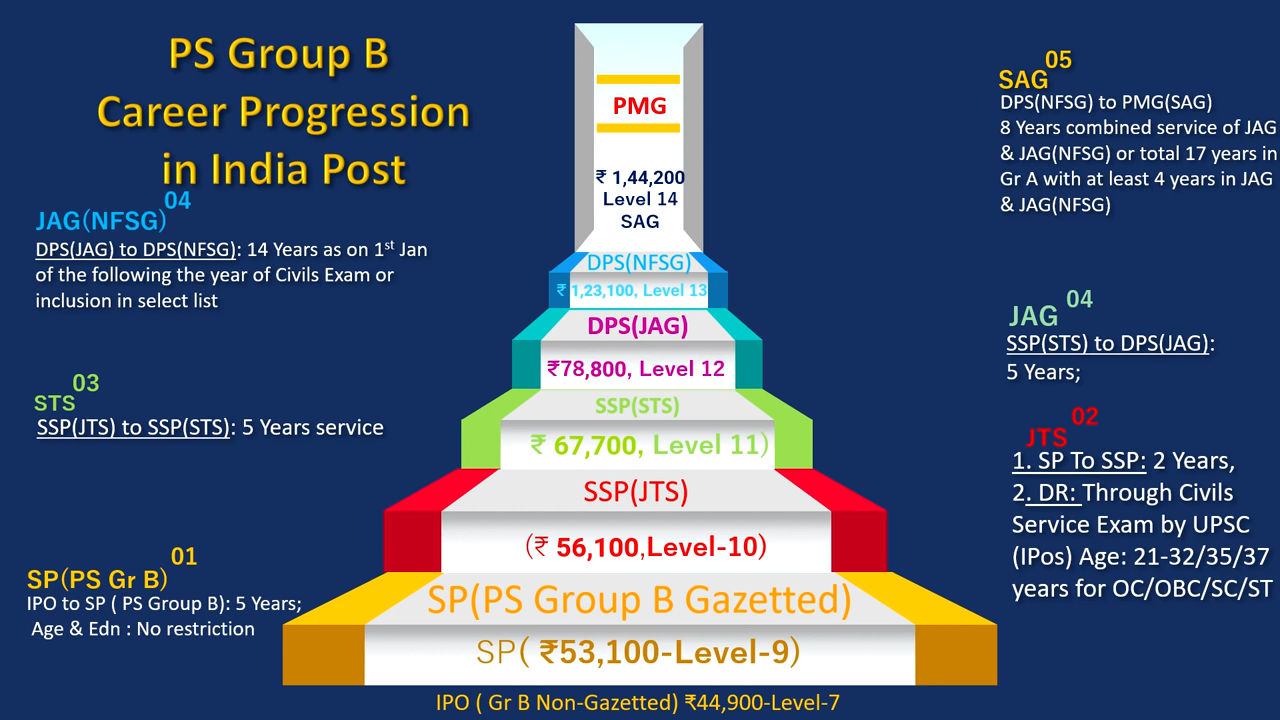 PS Group B
Career Progression
in India Post
04
JAG(NFSG)
DPS(JAG) to DPS(NFSG): 14 Years as on 1st Jan
of the following the year of Civils Exam or
inclusion in select list
03
STS
SSP(JTS) to SSP(STS): 5 Years service
01
SP(PS Gr B)
IPO to SP ( PS Group B): 5 Years;
Age & Edn : No restriction
PMG
₹ 1,44,200
Level 14
SAG
DPS(NFSG)
₹ 1,23,100, Level 13
DPS(JAG)
₹78,800, Level 12
SSP(STS)
₹ 67,700, Level 11)
SSP(JTS)
(₹ 56,100,Level-10)
SP(PS Group B Gazetted)
SP( ₹53,100-Level-9)
IPO ( Gr B Non-Gazetted) ₹44,900-Level-7
05
SAG
DPS(NFSG) to PMG(SAG)
8 Years combined service of JAG
& JAG(NFSG) or total 17 years in
Gr A with at least 4 years in JAG
& JAG(NFSG)
04
JAG
SSP(STS) to DPS(JAG):
5 Years;
02
JTS
1. SP To SSP: 2 Years,
2. DR: Through Civils
Service Exam by UPSC
(IPos) Age: 21-32/35/37
years for OC/OBC/SC/ST